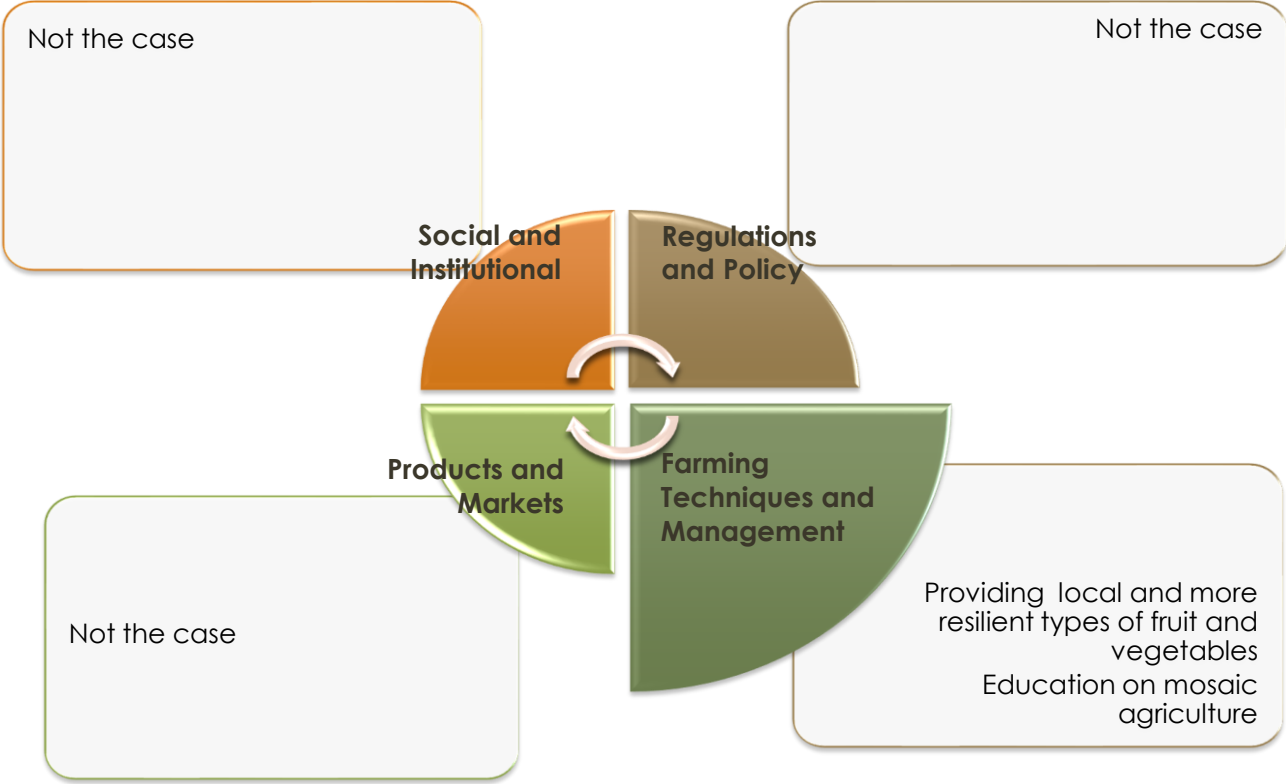 Not the case
Not the case
Social and
Institutional
Regulations
and Policy
Products and
Markets
Farming
Techniques and
Management
Not the case
Providing local and more
resilient types of fruit and
vegetables
Education on mosaic
agriculture